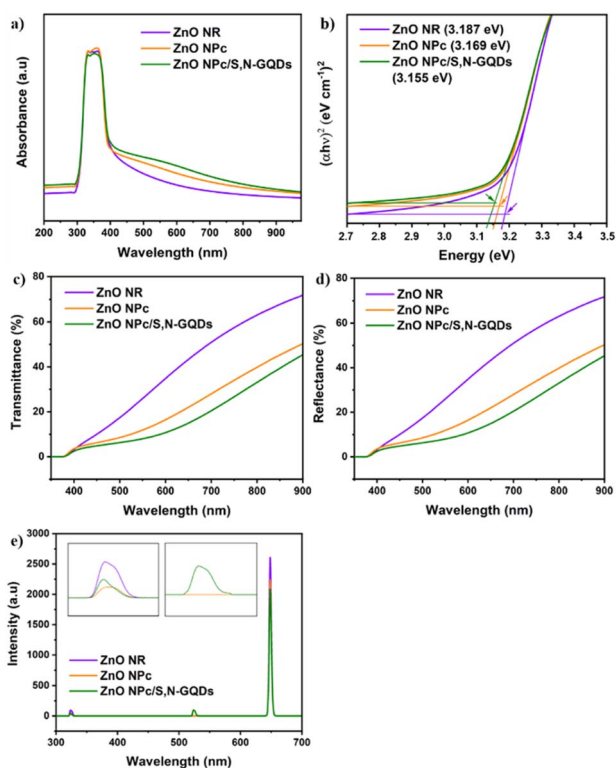 a)
ZnO NR
ZnO NPc
ZnO NPc/S,N-GQDs
Absorbance (a.u)
200 300 400 500 600 700 800 900
Wavelength (nm)
b)
ZnO NR (3.187 eV)
ZnO NPc (3.169 eV)
ZnO NPc/S,N-GQDs
(3.155 eV)
(αhν)² (eV cm⁻¹)²
2.7 2.8 2.9 3.0 3.1 3.2 3.3 3.4 3.5
Energy (eV)
c)
ZnO NR
ZnO NPc
ZnO NPc/S,N-GQDs
Transmittance (%)
80
60
40
20
0
400 500 600 700 800 900
Wavelength (nm)
d)
ZnO NR
ZnO NPc
ZnO NPc/S,N-GQDs
Reflectance (%)
80
60
40
20
0
400 500 600 700 800 900
Wavelength (nm)
e)
3000
2500
2000
1500
1000
500
0
Intensity (a.u)
ZnO NR
ZnO NPc
ZnO NPc/S,N-GQDs
300 400 500 600 700
Wavelength (nm)